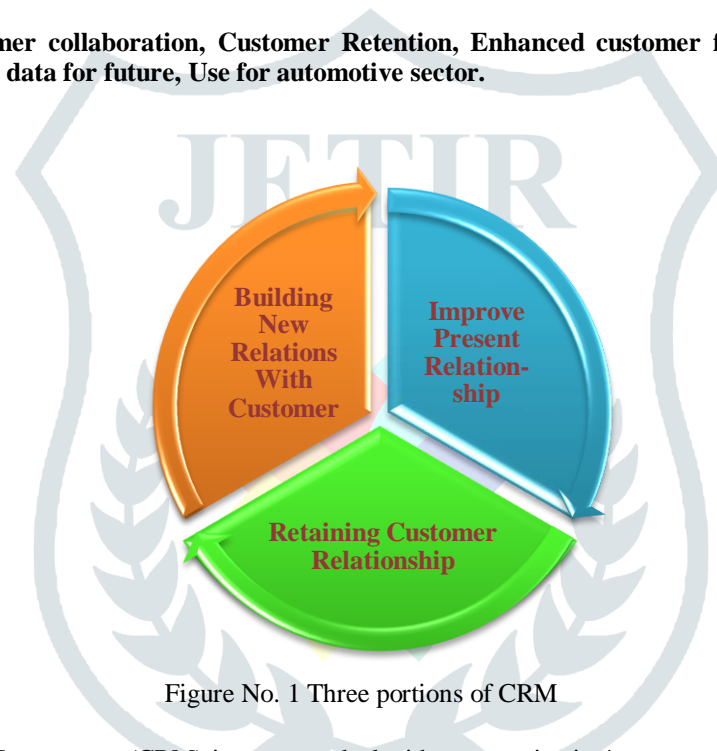 mer collaboration, Customer Retention, Enhanced customer f
data for future, Use for automotive sector.
JETIR
Building
New
Relations
With
Customer
Improve
Present
Relation-
ship
Retaining Customer
Relationship
Figure No. 1 Three portions of CRM